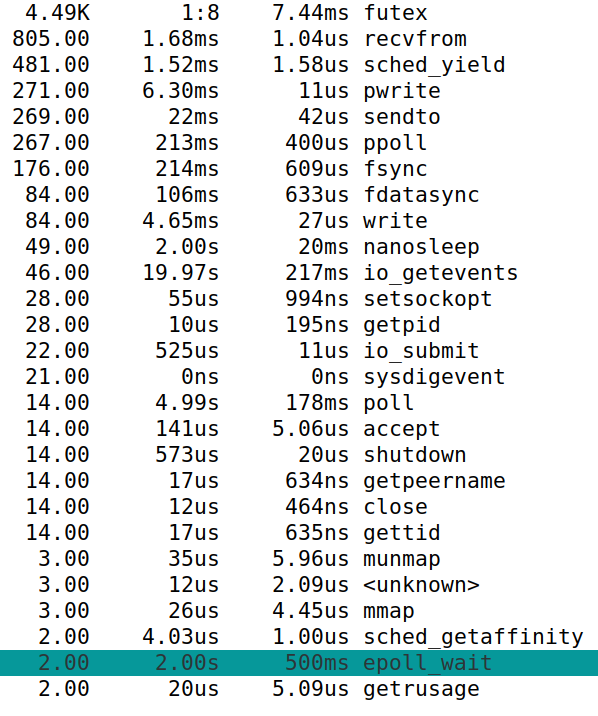 4.49K 1:8 7.44ms futex
805.00 1.68ms 1.04us recvfrom
481.00 1.52ms 1.58us sched_yield
271.00 6.30ms 11us pwrite
269.00 22ms 42us sendto
267.00 213ms 400us ppoll
176.00 214ms 609us fsync
84.00 106ms 633us fdatasync
84.00 4.65ms 27us write
49.00 2.00s 20ms nanosleep
46.00 19.97s 217ms io_getevents
28.00 55us 994ns setsockopt
28.00 10us 195ns getpid
22.00 525us 11us io_submit
21.00 0ns 0ns sysdigevent
14.00 4.99s 178ms poll
14.00 141us 5.06us accept
14.00 573us 20us shutdown
14.00 17us 634ns getpeername
14.00 12us 464ns close
14.00 17us 635ns gettid
3.00 35us 5.96us munmap
3.00 12us 2.09us <unknown>
3.00 26us 4.45us mmap
2.00 4.03us 1.00us sched_getaffinity
2.00 2.00s 500ms epoll_wait
2.00 20us 5.09us getrusage